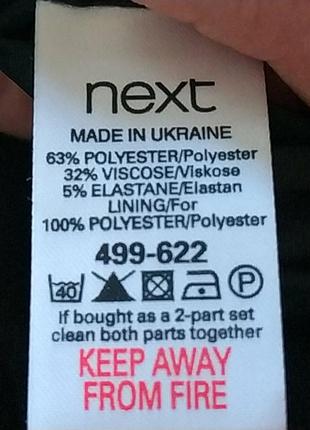 next
MADE IN UKRAINE
63% POLYESTER/Polyester
32% VISCOSE/Viskose
5% ELASTANE/Elastan
LINING/For
100% POLYESTER/Polyester
499-622
40 P
If bought as a 2-part set
clean both parts together
KEEP AWAY
FROM FIRE